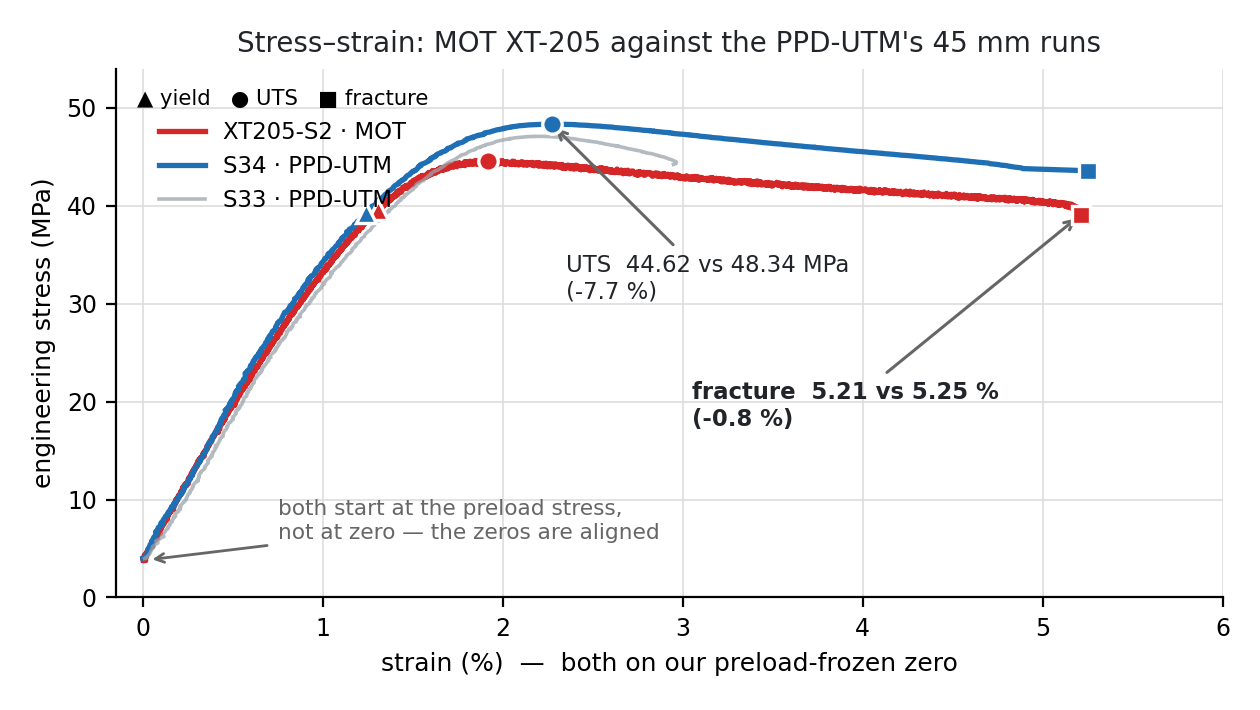 Stress–strain: MOT XT-205 against the PPD-UTM's 45 mm runs
engineering stress (MPa)
50
40
30
20
10
0
▲ yield ● UTS ■ fracture
XT205-S2 · MOT
S34 · PPD-UTM
S33 · PPD-UTM
UTS 44.62 vs 48.34 MPa
(-7.7 %)
fracture 5.21 vs 5.25 %
(-0.8 %)
both start at the preload stress,
not at zero — the zeros are aligned
0 1 2 3 4 5 6
strain (%) — both on our preload-frozen zero